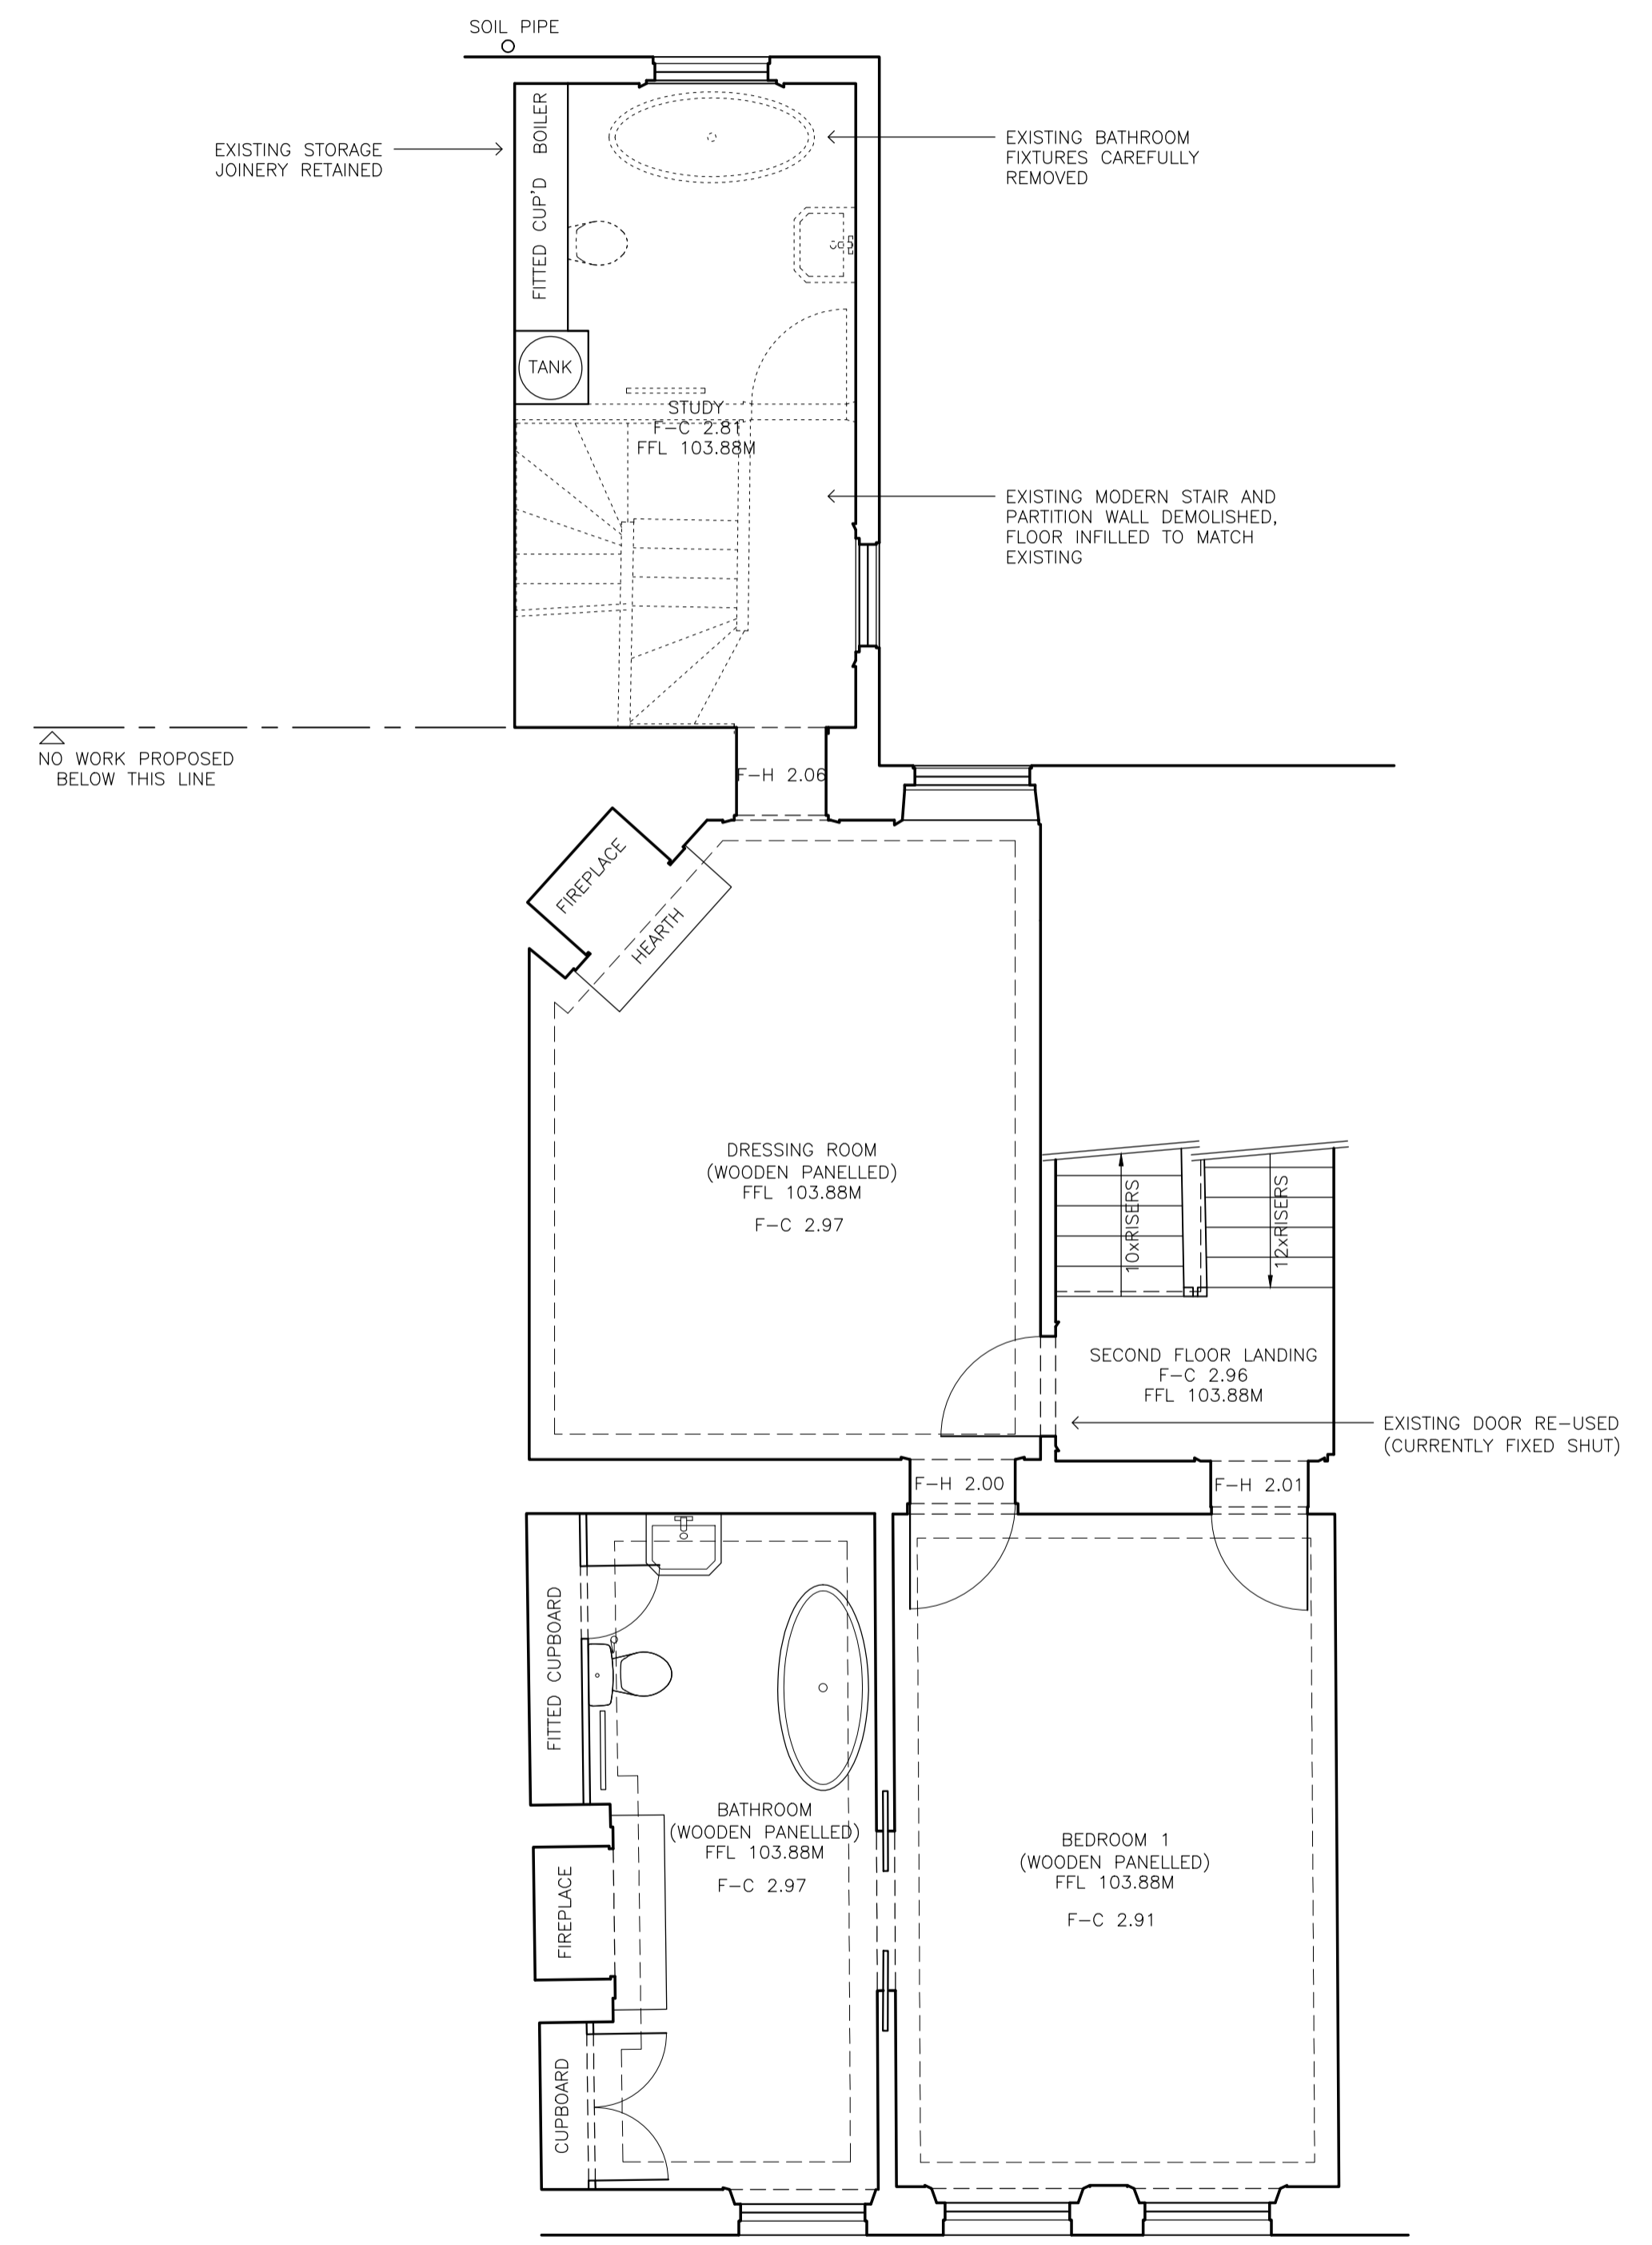 SOIL PIPE
EXISTING STORAGE
JOINERY RETAINED
FITTED CUP'D BOILER
EXISTING BATHROOM
FIXTURES CAREFULLY
REMOVED
TANK
STUDY
F-C 2.81
FFL 103.88M
EXISTING MODERN STAIR AND
PARTITION WALL DEMOLISHED,
FLOOR INFILLED TO MATCH
EXISTING
NO WORK PROPOSED
BELOW THIS LINE
F-H 2.06
FIREPLACE
HEARTH
DRESSING ROOM
(WOODEN PANELLED)
FFL 103.88M
F-C 2.97
10xRISERS
12xRISERS
SECOND FLOOR LANDING
F-C 2.96
FFL 103.88M
EXISTING DOOR RE-USED
(CURRENTLY FIXED SHUT)
F-H 2.00
F-H 2.01
FITTED CUPBOARD
BATHROOM
(WOODEN PANELLED)
FFL 103.88M
F-C 2.97
FIREPLACE
CUPBOARD
BEDROOM 1
(WOODEN PANELLED)
FFL 103.88M
F-C 2.91